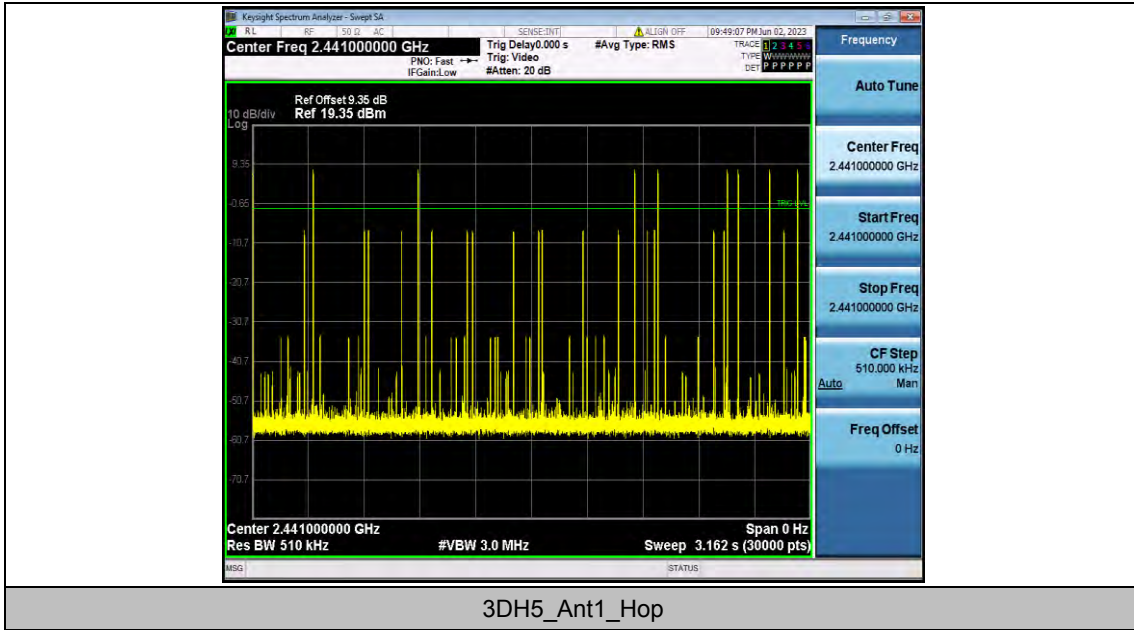 Keysight Spectrum Analyzer - Swept SA
RL RF 50 Ω AC SENSE:INT ALIGN OFF 09:49:07 PM Jun 02, 2023
Center Freq 2.441000000 GHz
PNO: Fast
IFGain:Low
Trig Delay0.000 s
Trig: Video
#Atten: 20 dB
#Avg Type: RMS
TRACE 1 2 3 4 5 6
TYPE WWWWWW
DET P P P P P P
Ref Offset 9.35 dB
10 dB/div Ref 19.35 dBm
Log
9.35
-0.65
TRIG LVL
-10.7
-20.7
-30.7
-40.7
-50.7
-60.7
-70.7
Center 2.441000000 GHz Span 0 Hz
Res BW 510 kHz #VBW 3.0 MHz Sweep 3.162 s (30000 pts)
MSG STATUS
Frequency
Auto Tune
Center Freq
2.441000000 GHz
Start Freq
2.441000000 GHz
Stop Freq
2.441000000 GHz
CF Step
510.000 kHz
Auto Man
Freq Offset
0 Hz
3DH5_Ant1_Hop